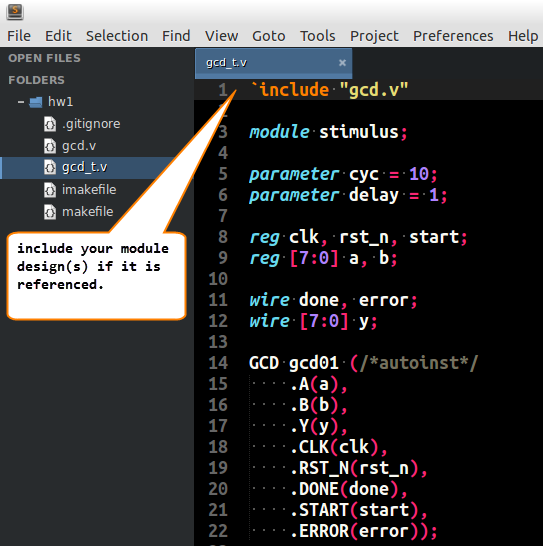 File Edit Selection Find View Goto Tools Project Preferences Help
OPEN FILES
FOLDERS
hw1
.gitignore
gcd.v
gcd_t.v
imakefile
makefile
include your module
design(s) if it is
referenced.
gcd_t.v ×
1 `include "gcd.v"
2
3 module stimulus;
4
5 parameter cyc = 10;
6 parameter delay = 1;
7
8 reg clk, rst_n, start;
9 reg [7:0] a, b;
10
11 wire done, error;
12 wire [7:0] y;
13
14 GCD gcd01 (/*autoinst*/
15 .A(a),
16 .B(b),
17 .Y(y),
18 .CLK(clk),
19 .RST_N(rst_n),
20 .DONE(done),
21 .START(start),
22 .ERROR(error));